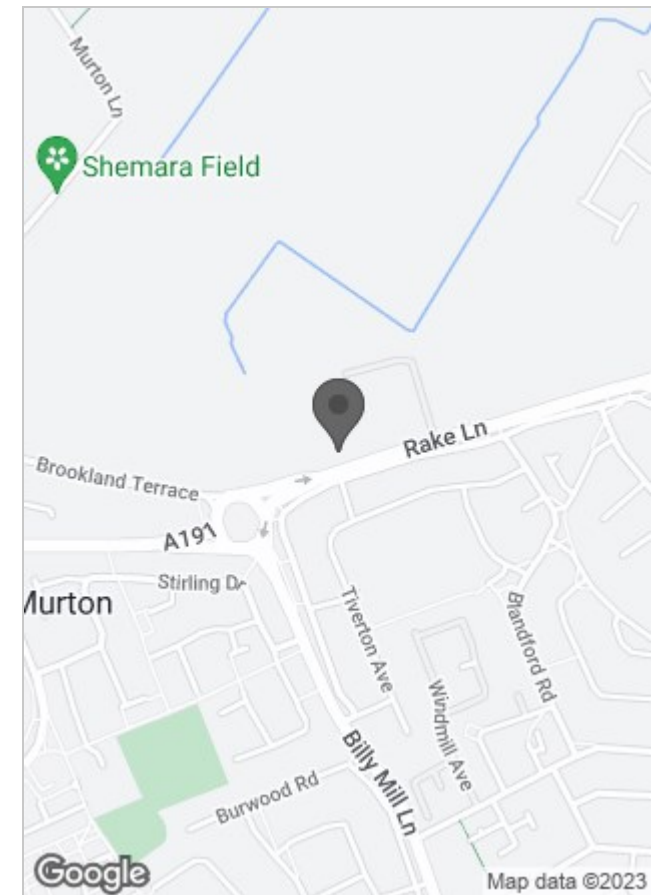 Murton Ln
Shemara Field
Rake Ln
Brookland Terrace
A191
Stirling Dr
Murton
Tiverton Ave
Blandford Rd
Windmill Ave
Billy Mill Ln
Burwood Rd
Google
Map data ©2023